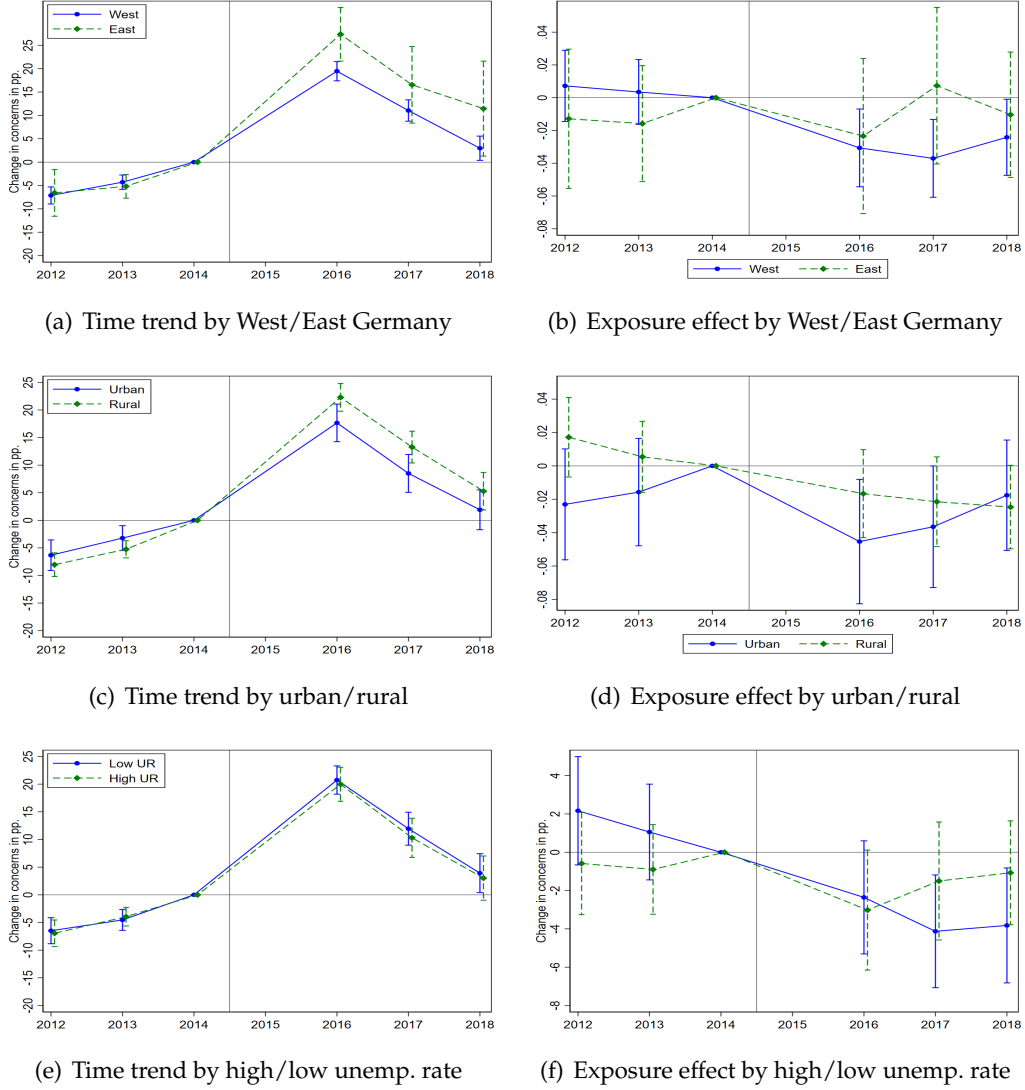 West
East
Change in concerns in pp.
25
20
15
10
5
0
-5
-10
-15
-20
2012 2013 2014 2015 2016 2017 2018
(a) Time trend by West/East Germany
.04
.02
0
-.02
-.04
-.06
-.08
2012 2013 2014 2015 2016 2017 2018
West East
(b) Exposure effect by West/East Germany
Urban
Rural
Change in concerns in pp.
25
20
15
10
5
0
-5
-10
-15
-20
2012 2013 2014 2015 2016 2017 2018
(c) Time trend by urban/rural
.04
.02
0
-.02
-.04
-.06
-.08
2012 2013 2014 2015 2016 2017 2018
Urban Rural
(d) Exposure effect by urban/rural
Low UR
High UR
Change in concerns in pp.
25
20
15
10
5
0
-5
-10
-15
-20
2012 2013 2014 2015 2016 2017 2018
(e) Time trend by high/low unemp. rate
Change in concerns in pp.
4
2
0
-2
-4
-6
-8
2012 2013 2014 2015 2016 2017 2018
(f) Exposure effect by high/low unemp. rate